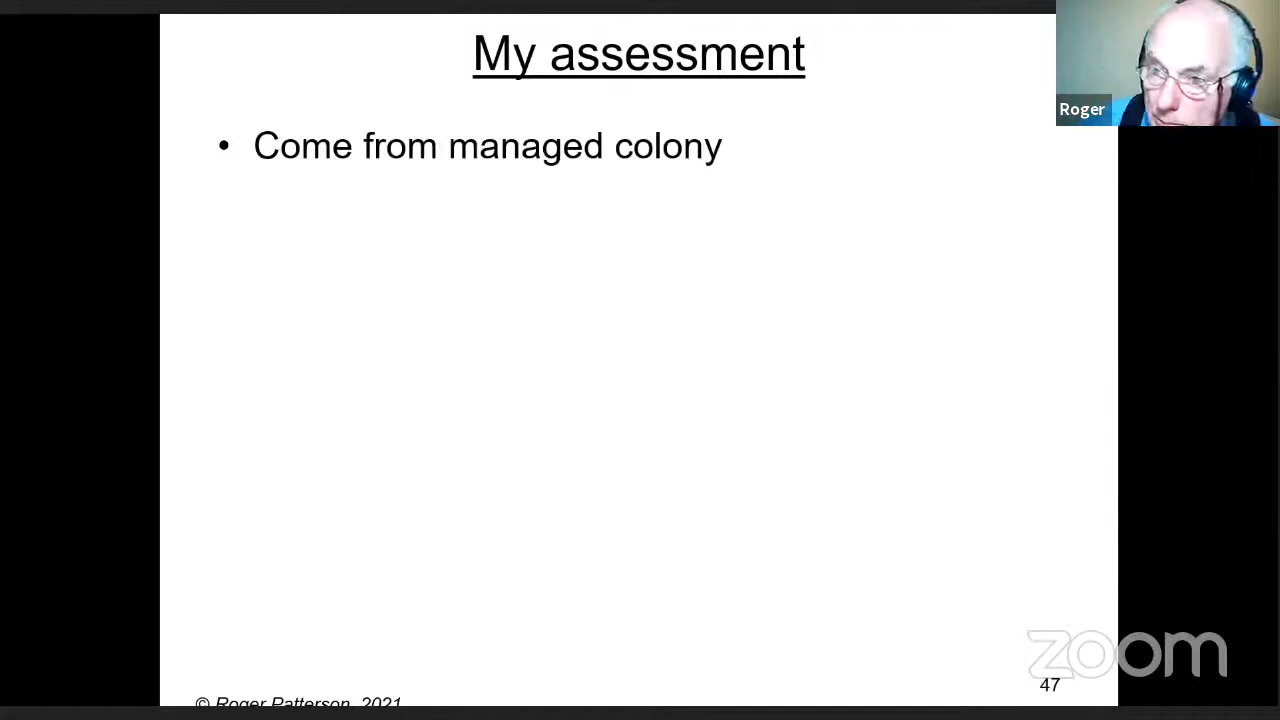 My assessment
Roger
• Come from managed colony
zoom
47
© Roger Patterson, 2021